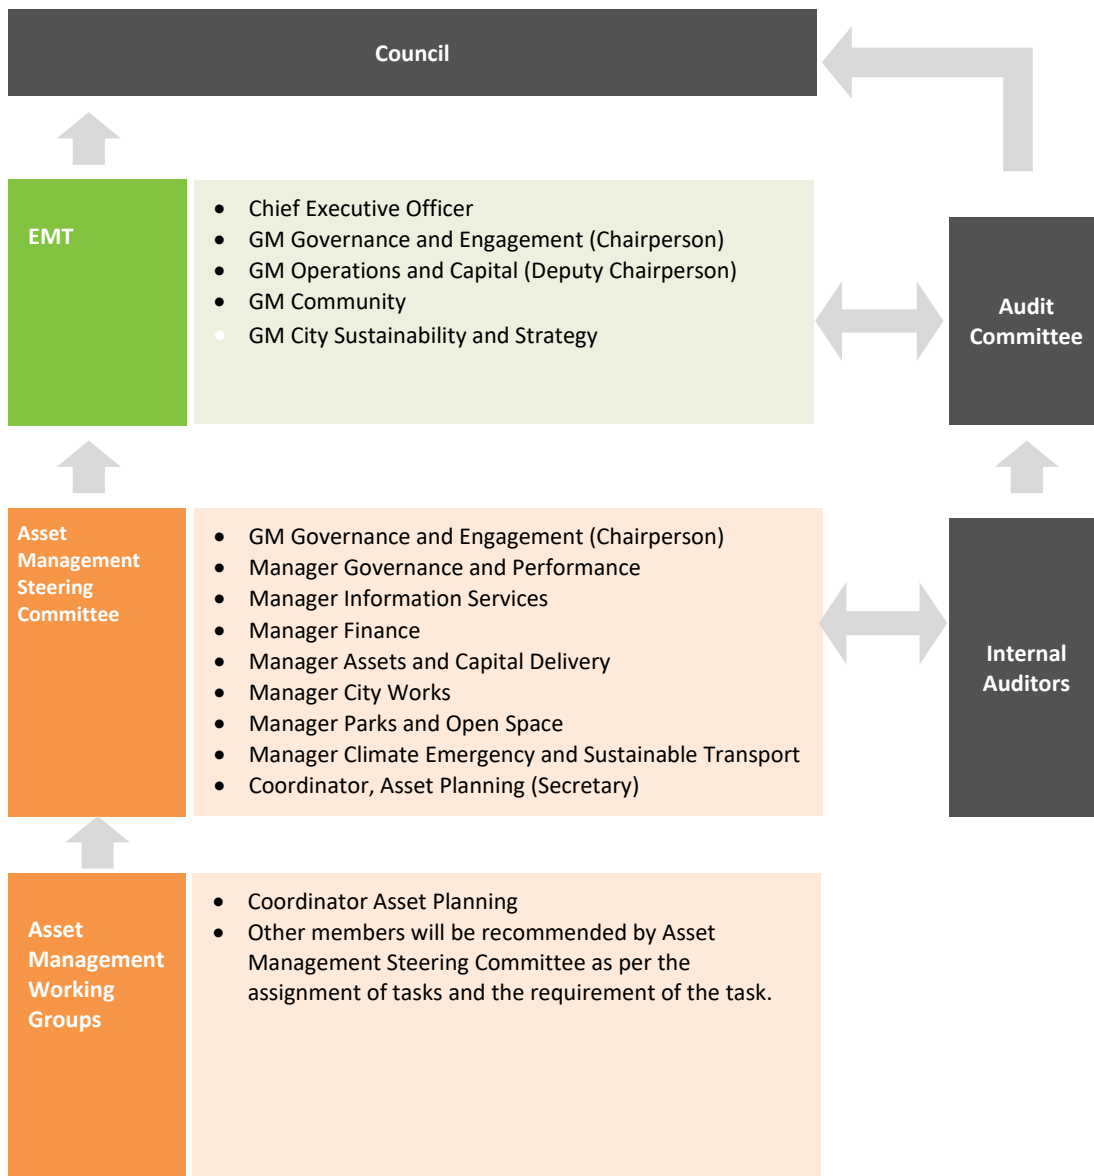 Council
EMT
• Chief Executive Officer
• GM Governance and Engagement (Chairperson)
• GM Operations and Capital (Deputy Chairperson)
• GM Community
• GM City Sustainability and Strategy
Audit
Committee
Asset
Management
Steering
Committee
• GM Governance and Engagement (Chairperson)
• Manager Governance and Performance
• Manager Information Services
• Manager Finance
• Manager Assets and Capital Delivery
• Manager City Works
• Manager Parks and Open Space
• Manager Climate Emergency and Sustainable Transport
• Coordinator, Asset Planning (Secretary)
Internal
Auditors
Asset
Management
Working
Groups
• Coordinator Asset Planning
• Other members will be recommended by Asset
Management Steering Committee as per the
assignment of tasks and the requirement of the task.